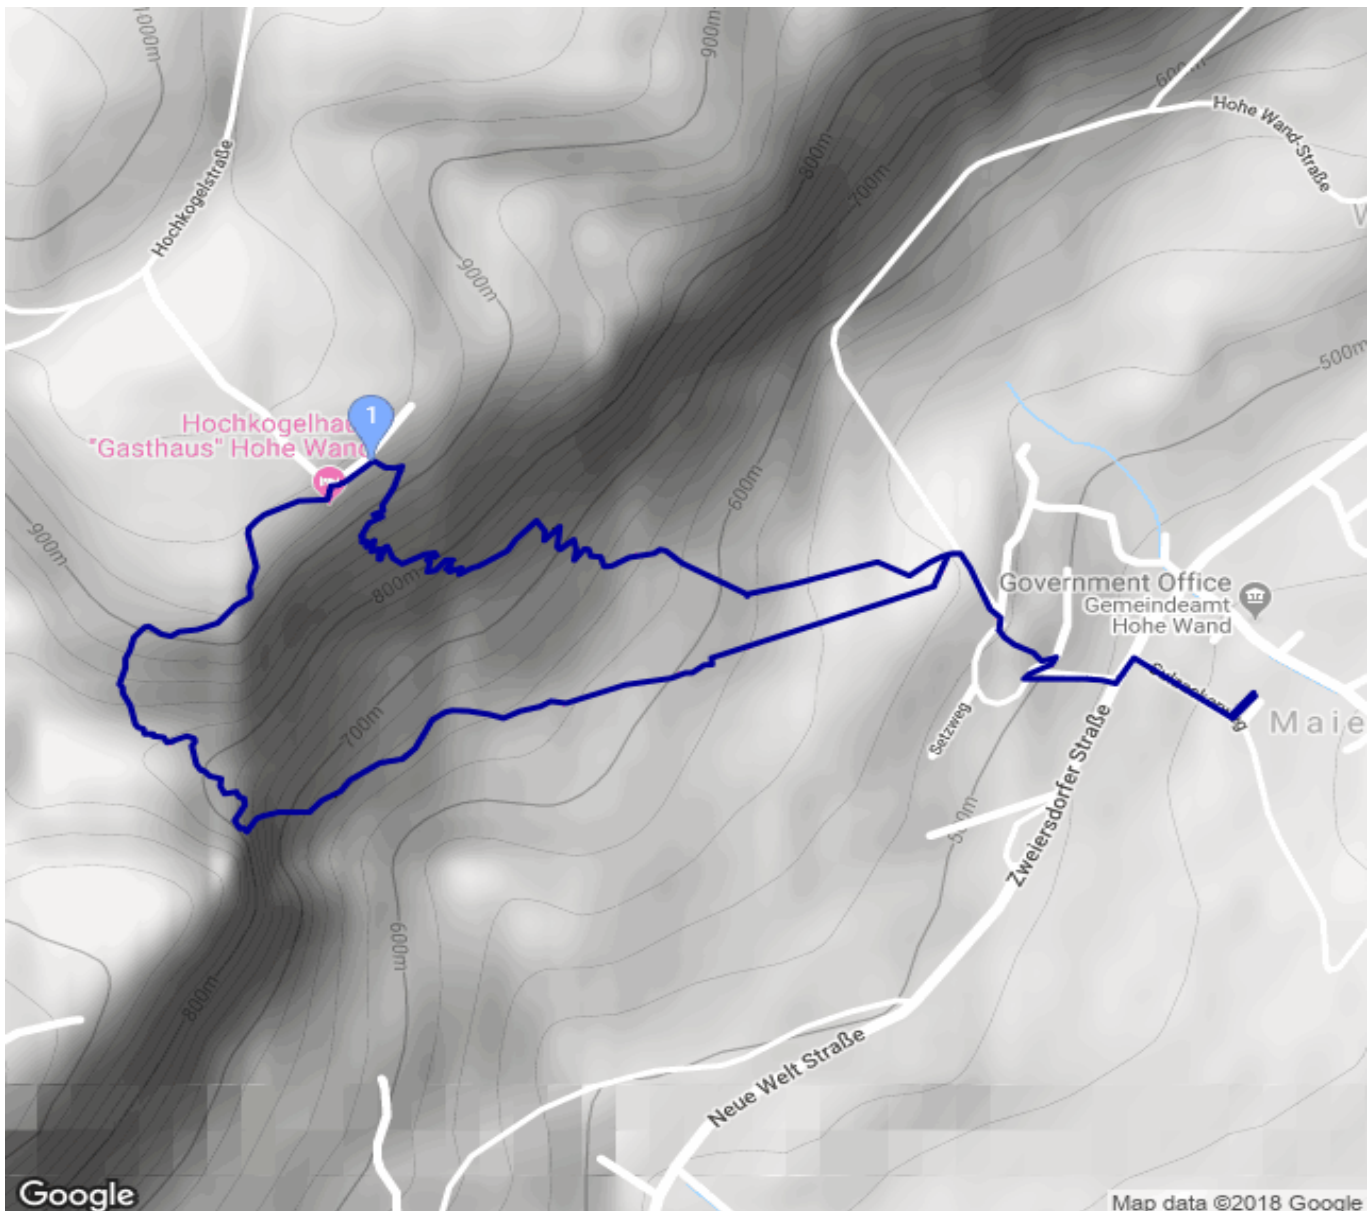 1000m
900m
600m
Hohe Wand-Straße
800m
700m
Hochkogelstraße
900m
500m
1
Hochkogelhau
"Gasthaus" Hohe Wand
600m
900m
800m
Government Office
Gemeindeamt
Hohe Wand
700m
Setzweg
Maie
Zweiersdorfer Straße
500m
600m
800m
Neue Welt Straße
Google
Map data ©2018 Google